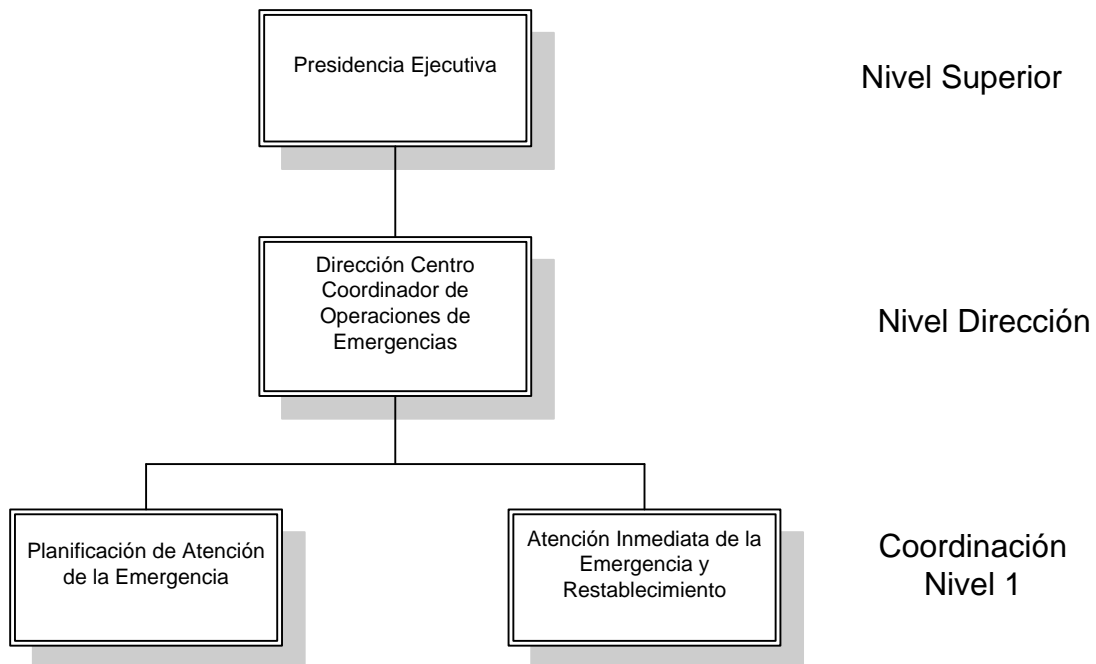 Presidencia Ejecutiva
Nivel Superior
Dirección Centro
Coordinador de
Operaciones de
Emergencias
Nivel Dirección
Planificación de Atención
de la Emergencia
Atención Inmediata de la
Emergencia y
Restablecimiento
Coordinación
Nivel 1